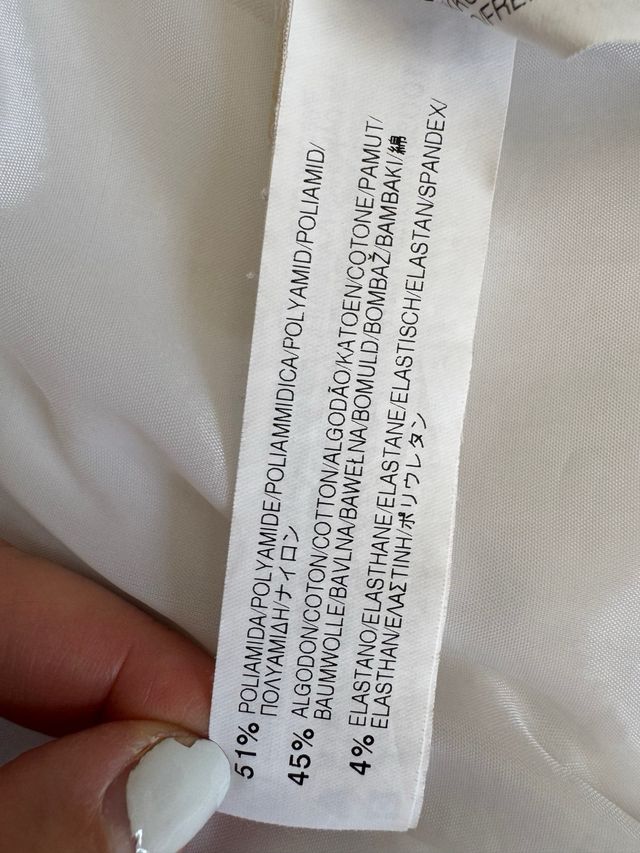 51% POLIAMIDA/POLYAMIDE/POLIAMMIDICA/POLYAMID/POLIAMID/
ΠΟΛΥΑΜΙΔΗ/ナイロン
45% ALGODON/COTON/COTTON/ALGODÃO/KATOEN/COTONE/PAMUT/
BAUMWOLLE/BAVLNA/BAWEŁNA/BOMULD/BOMBAŽ/BAMBAKI/綿
4% ELASTANO/ELASTHANE/ELASTANE/ELASTISCH/ELASTAN/SPANDEX/
ELASTHAN/ΕΛΑΣΤΙΝΗ/ポリウレタン